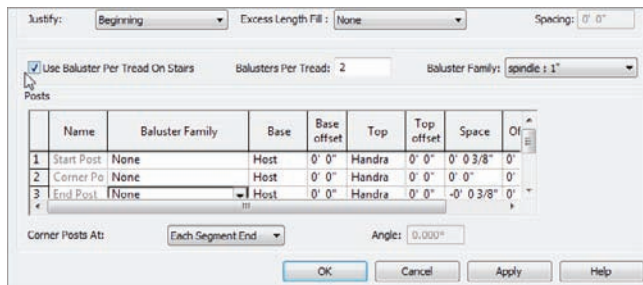 Justify: Beginning Excess Length Fill : None Spacing: 0' 0"
Use Baluster Per Tread On Stairs Balusters Per Tread: 2 Baluster Family: spindle : 1"
Posts
Name Baluster Family Base Base offset Top Top offset Space Of
1 Start Post None Host 0' 0" Handra 0' 0" 0' 0 3/8" 0'
2 Corner Po None Host 0' 0" Handra 0' 0" 0' 0" 0'
3 End Post None Host 0' 0" Handra 0' 0" -0' 0 3/8" 0'
Corner Posts At: Each Segment End Angle: 0.000°
OK Cancel Apply Help